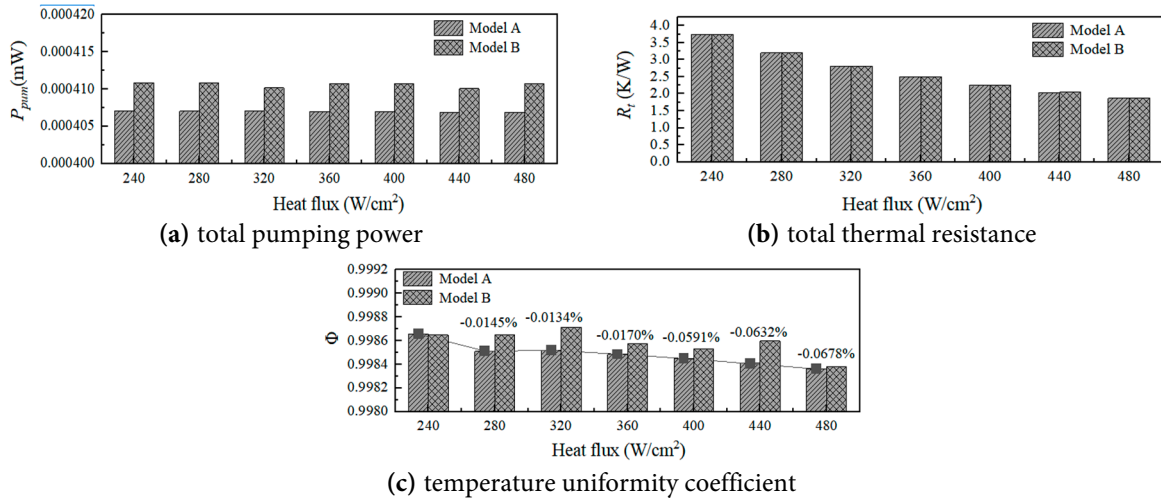 0.000420
0.000415
0.000410
0.000405
0.000400
P_pum(mW)
Model A
Model B
240 280 320 360 400 440 480
Heat flux (W/cm²)
(a) total pumping power
4.0
3.5
3.0
2.5
2.0
1.5
1.0
0.5
0.0
R_t (K/W)
Model A
Model B
240 280 320 360 400 440 480
Heat flux (W/cm²)
(b) total thermal resistance
0.9992
0.9990
0.9988
0.9986
0.9984
0.9982
0.9980
Φ
Model A
Model B
-0.0145% -0.0134% -0.0170% -0.0591% -0.0632% -0.0678%
240 280 320 360 400 440 480
Heat flux (W/cm²)
(c) temperature uniformity coefficient